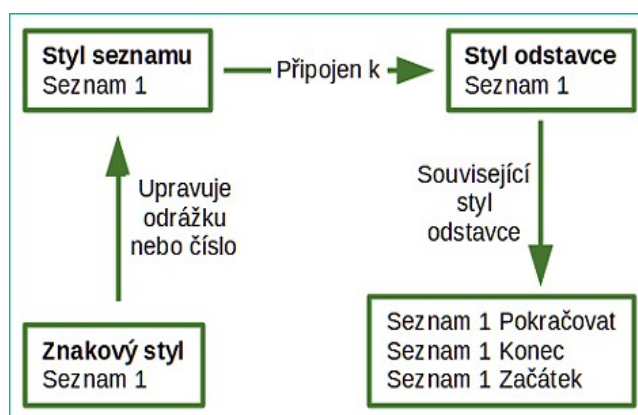 Styl seznamu
Seznam 1
Připojen k
Styl odstavce
Seznam 1
Upravuje
odrážku
nebo číslo
Související
styl
odstavce
Znakový styl
Seznam 1
Seznam 1 Pokračovat
Seznam 1 Konec
Seznam 1 Začátek